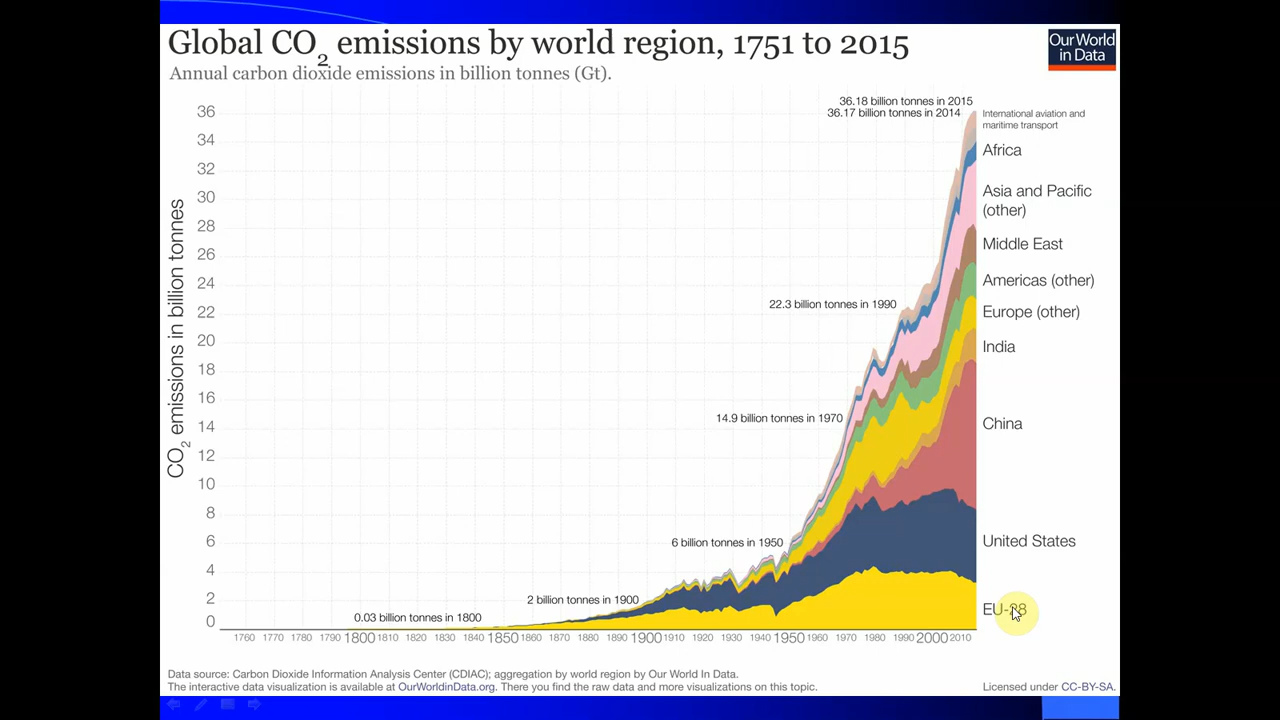 Global CO2 emissions by world region, 1751 to 2015
Our World
in Data
Annual carbon dioxide emissions in billion tonnes (Gt).
36.18 billion tonnes in 2015
36.17 billion tonnes in 2014
International aviation and
maritime transport
Africa
Asia and Pacific
(other)
Middle East
Americas (other)
Europe (other)
India
China
United States
EU-28
22.3 billion tonnes in 1990
14.9 billion tonnes in 1970
6 billion tonnes in 1950
2 billion tonnes in 1900
0.03 billion tonnes in 1800
CO2 emissions in billion tonnes
36
34
32
30
28
26
24
22
20
18
16
14
12
10
8
6
4
2
0
1760 1770 1780 1790 1800 1810 1820 1830 1840 1850 1860 1870 1880 1890 1900 1910 1920 1930 1940 1950 1960 1970 1980 1990 2000 2010
Data source: Carbon Dioxide Information Analysis Center (CDIAC); aggregation by world region by Our World In Data.
The interactive data visualization is available at OurWorldinData.org. There you find the raw data and more visualizations on this topic.
Licensed under CC-BY-SA.